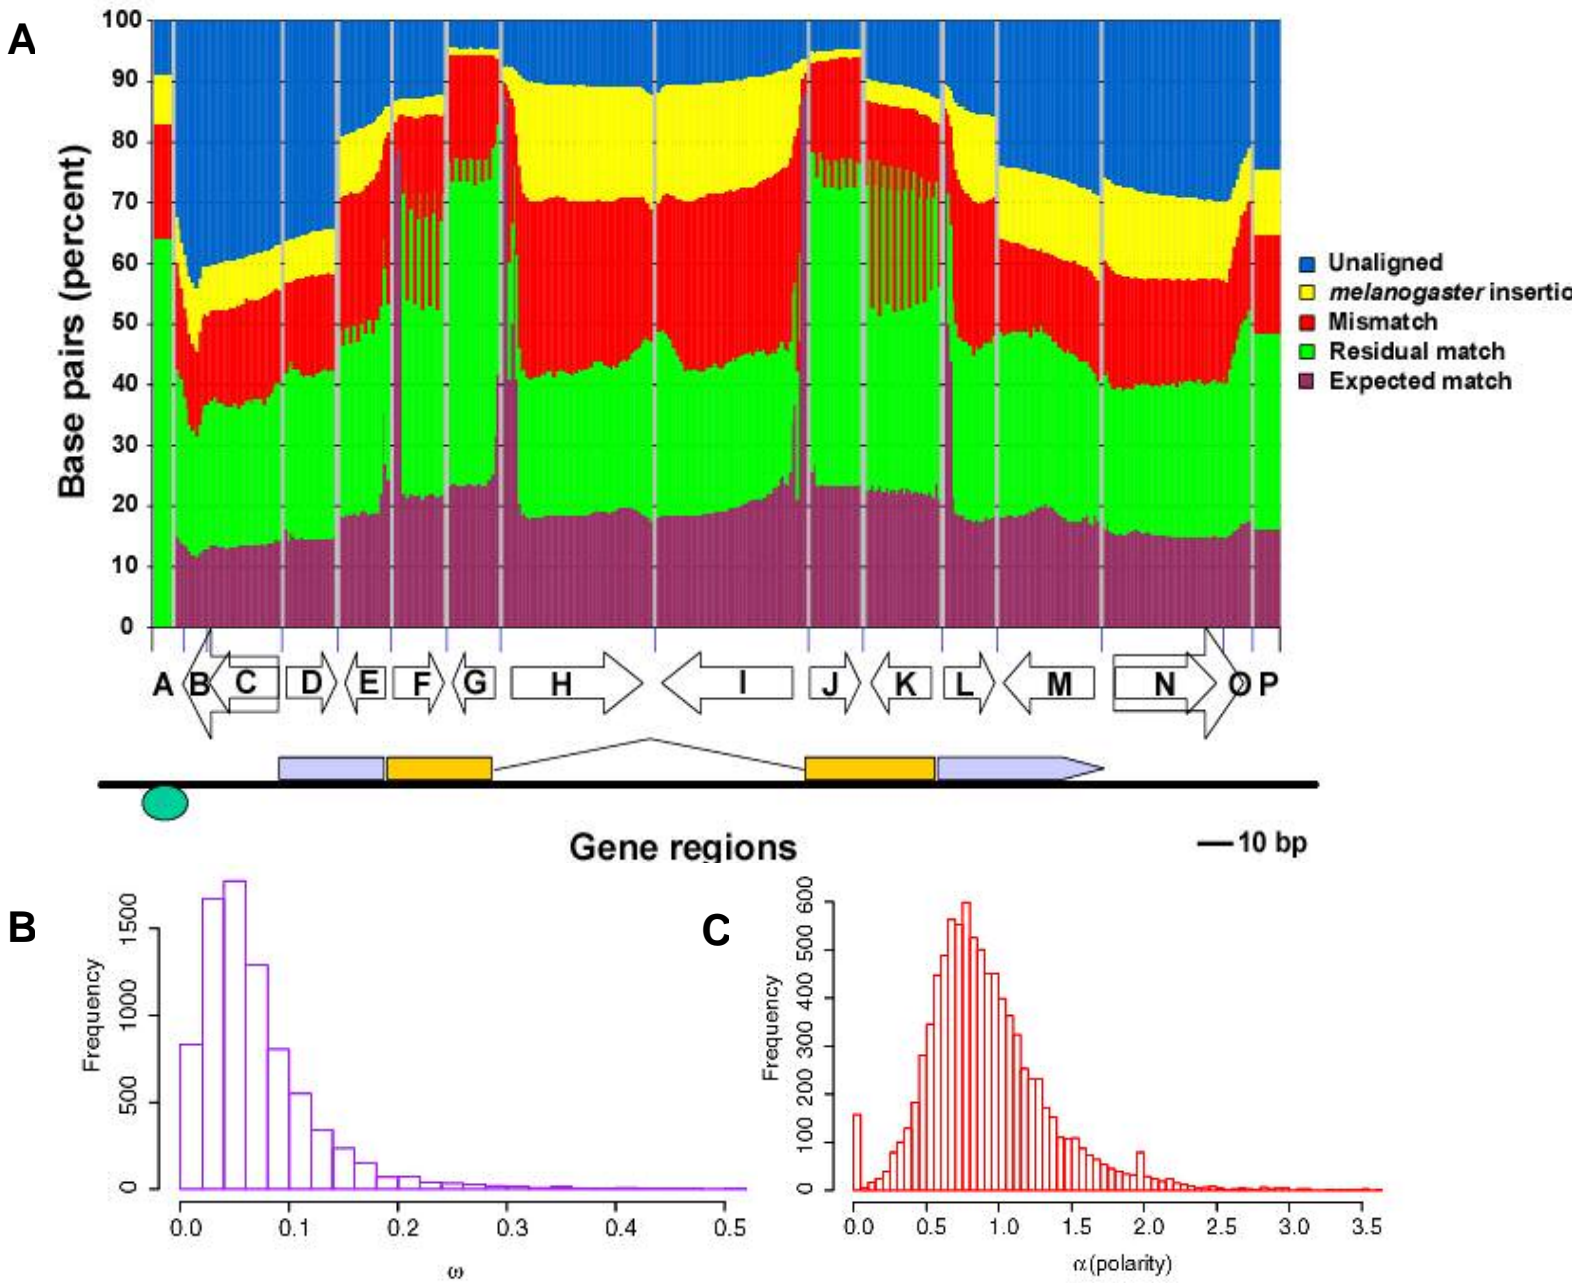 A
100
90
80
70
60
50
40
30
20
10
0
Base pairs (percent)
Unaligned
melanogaster insertio
Mismatch
Residual match
Expected match
A B C D E F G H I J K L M N O P
Gene regions
10 bp
B
Frequency
1500
1000
500
0
0.0 0.1 0.2 0.3 0.4 0.5
ω
C
Frequency
600
500
400
300
200
100
0
0.0 0.5 1.0 1.5 2.0 2.5 3.0 3.5
α(polarity)